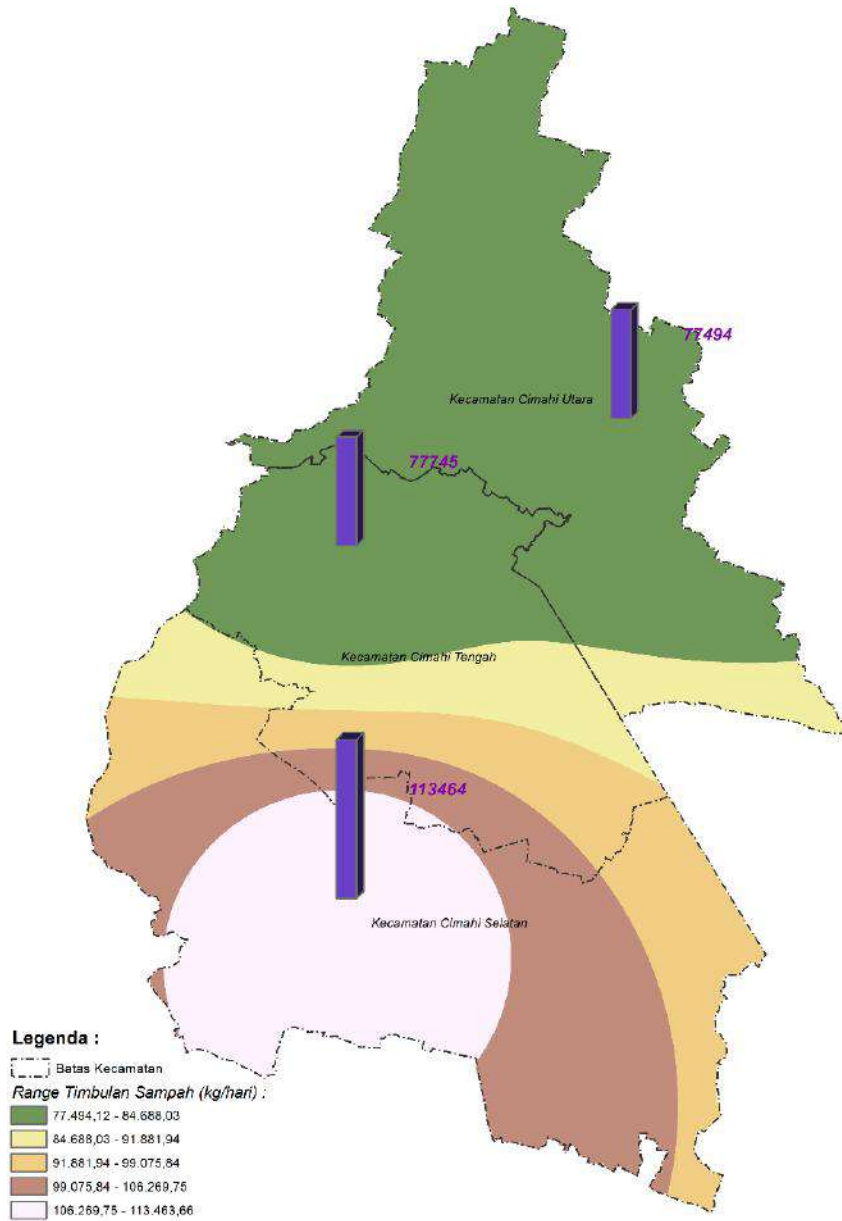 77494
Kecamatan Cimahi Utara
77745
Kecamatan Cimahi Tengah
113464
Kecamatan Cimahi Selatan
Legenda :
Batas Kecamatan
Range Timbulan Sampah (kg/hari) :
77.494,12 - 84.688,03
84.688,03 - 91.881,94
91.881,94 - 99.075,84
99.075,84 - 106.269,75
106.269,75 - 113.463,66